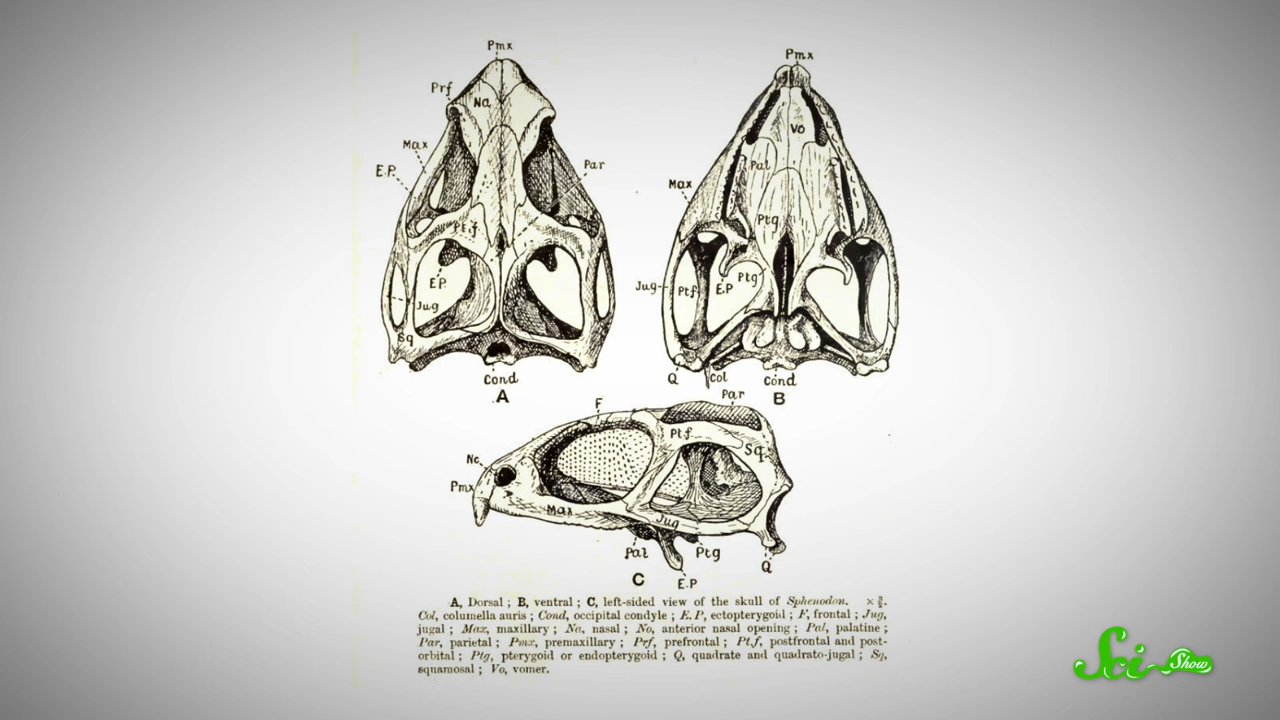 Pmx
Prf
Na
Max
E.P.
Par
Pt.f
E.P.
Jug
Sq
Cond
A
Pmx
Vo
Pal
Max
Ptg
Jug
Ptf
E.P
Ptg
Q
Col
Cond
B
Par
F
Ptf
Sq
No
Pmx
Max
Jug
Pal
Ptg
Q
C
E.P
A, Dorsal ; B, ventral ; C, left-sided view of the skull of Sphenodon. ×
Col, columella auris ; Cond, occipital condyle ; E.P, ectopterygoid ; F, frontal ; Jug,
jugal ; Max, maxillary ; Na, nasal ; No, anterior nasal opening ; Pal, palatine ;
Par, parietal ; Pmx, premaxillary ; Prf, prefrontal ; Pt.f, postfrontal and post-
orbital ; Ptg, pterygoid or endopterygoid ; Q, quadrate and quadrato-jugal ; Sq,
squamosal ; Vo, vomer.
Sci Show